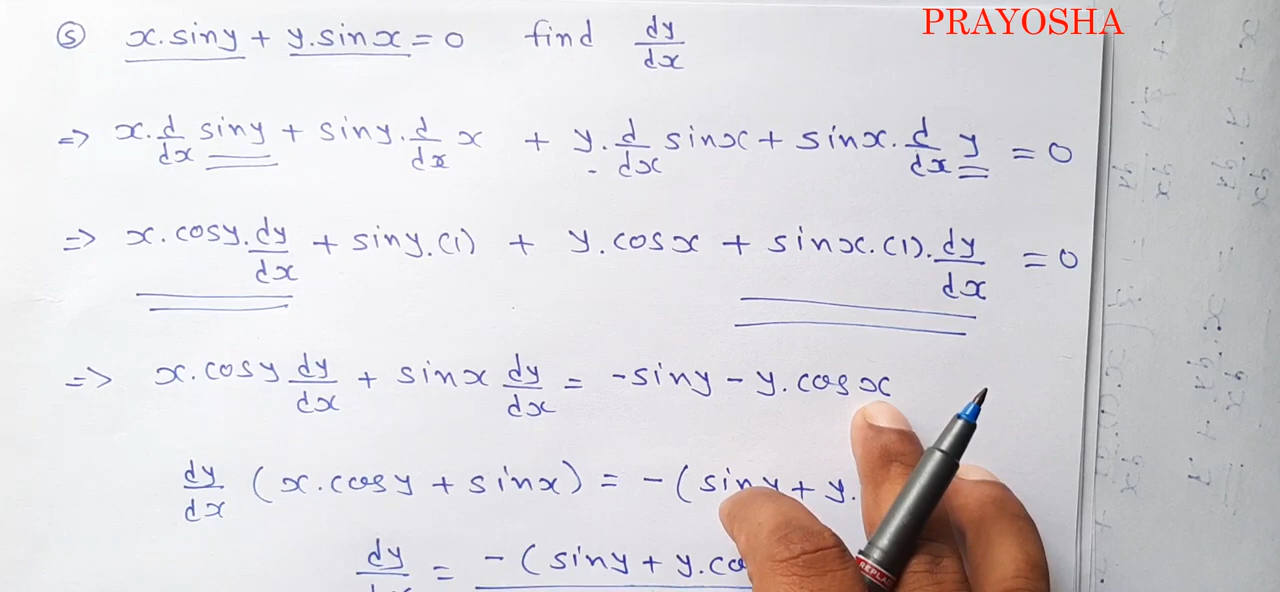 PRAYOSHA
⑤ x.siny + y.sinx = 0 find dy/dx
=> x.d/dx siny + siny.d/dx x + y.d/dx sinx + sinx.d/dx y = 0
=> x.cosy.dy/dx + siny.(1) + y.cosx + sinx.(1).dy/dx = 0
=> x.cosy dy/dx + sinx dy/dx = -siny - y.cosx
dy/dx (x.cosy + sinx) = -(siny + y.
dy = -(siny + y.co
REPLAC